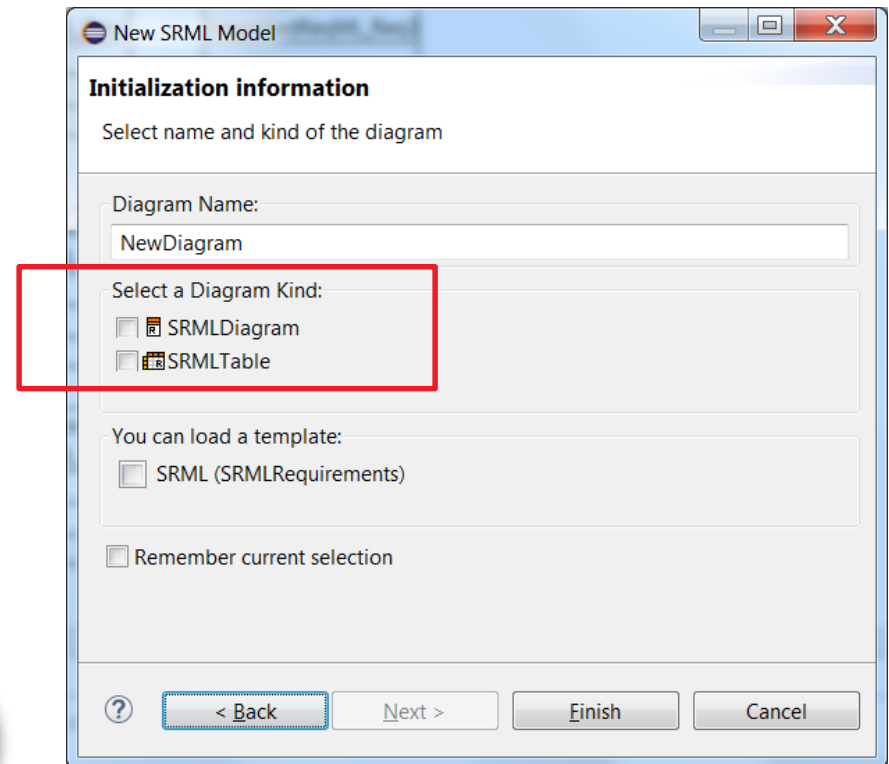 New SRML Model
Initialization information
Select name and kind of the diagram
Diagram Name:
NewDiagram
Select a Diagram Kind:
SRMLDiagram
SRMLTable
You can load a template:
SRML (SRMLRequirements)
Remember current selection
< Back Next > Finish Cancel